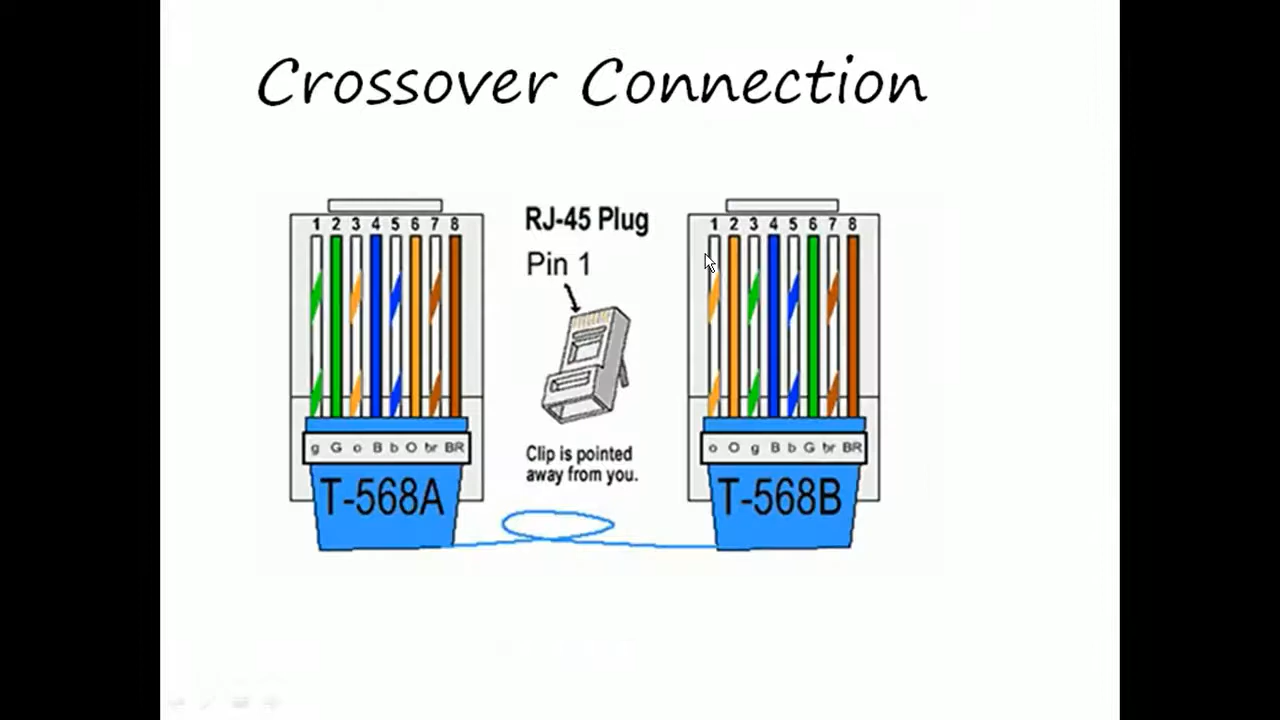 Crossover Connection
1 2 3 4 5 6 7 8
RJ-45 Plug
Pin 1
1 2 3 4 5 6 7 8
Clip is pointed
away from you.
g G o B b O br BR
T-568A
o O g B b G br BR
T-568B